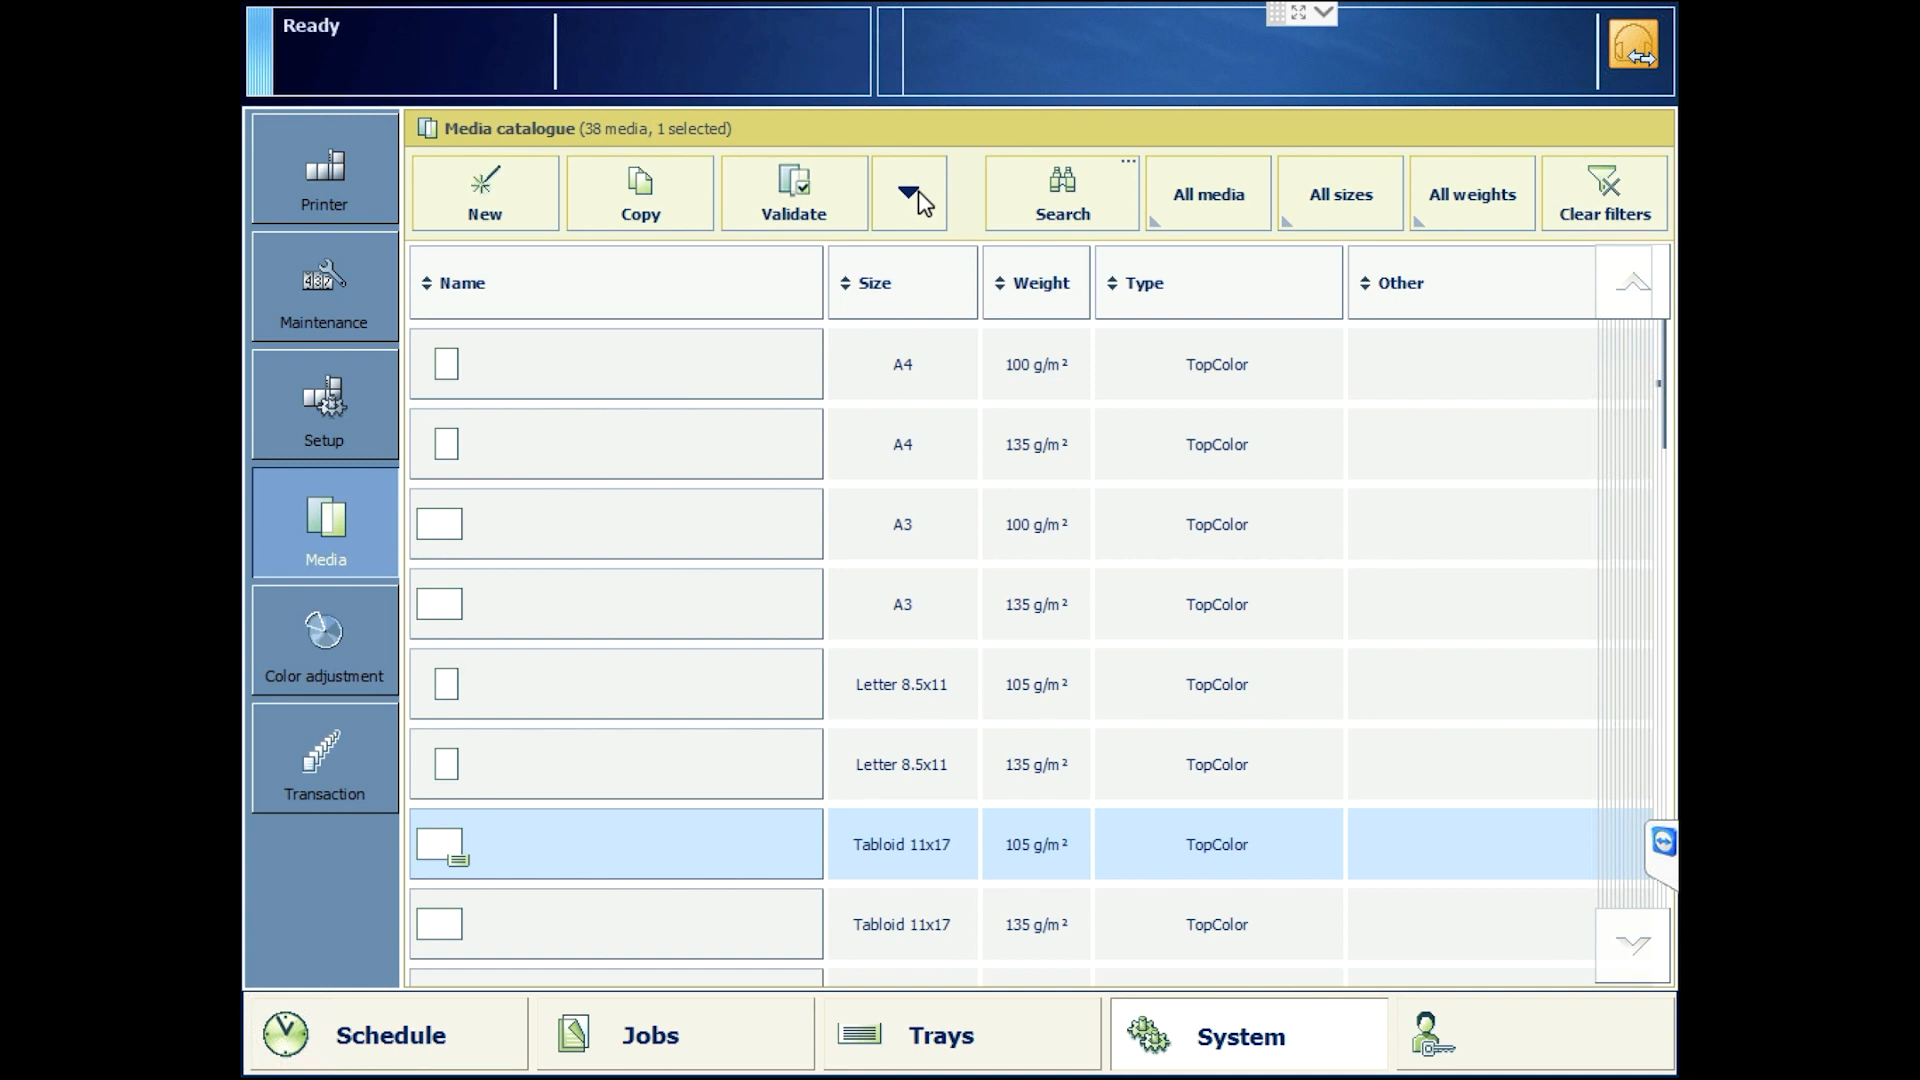 Ready
Media catalogue (38 media, 1 selected)
Printer
New
Copy
Validate
Search
All media
All sizes
All weights
Clear filters
Name
Size
Weight
Type
Other
Maintenance
A4
100 g/m²
TopColor
Setup
A4
135 g/m²
TopColor
A3
100 g/m²
TopColor
Media
A3
135 g/m²
TopColor
Color adjustment
Letter 8.5x11
105 g/m²
TopColor
Letter 8.5x11
135 g/m²
TopColor
Transaction
Tabloid 11x17
105 g/m²
TopColor
Tabloid 11x17
135 g/m²
TopColor
Schedule
Jobs
Trays
System